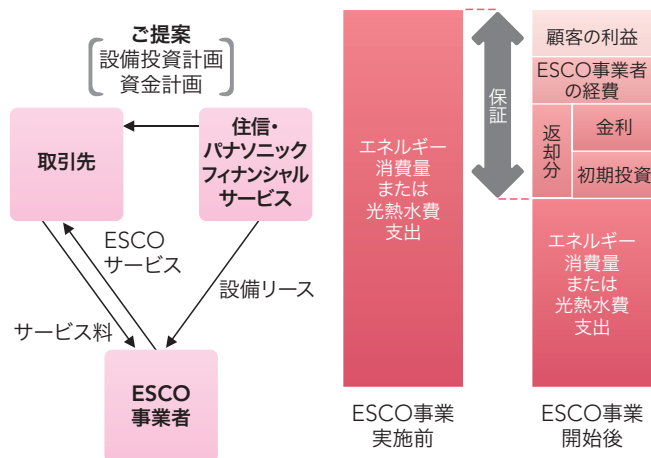 ご提案
設備投資計画
資金計画
取引先
住信・
パナソニック
フィナンシャル
サービス
ESCO
サービス
設備リース
サービス料
ESCO
事業者
エネルギー
消費量
または
光熱水費
支出
保証
顧客の利益
ESCO事業者
の経費
返却分
金利
初期投資
エネルギー
消費量
または
光熱水費
支出
ESCO事業
実施前
ESCO事業
開始後